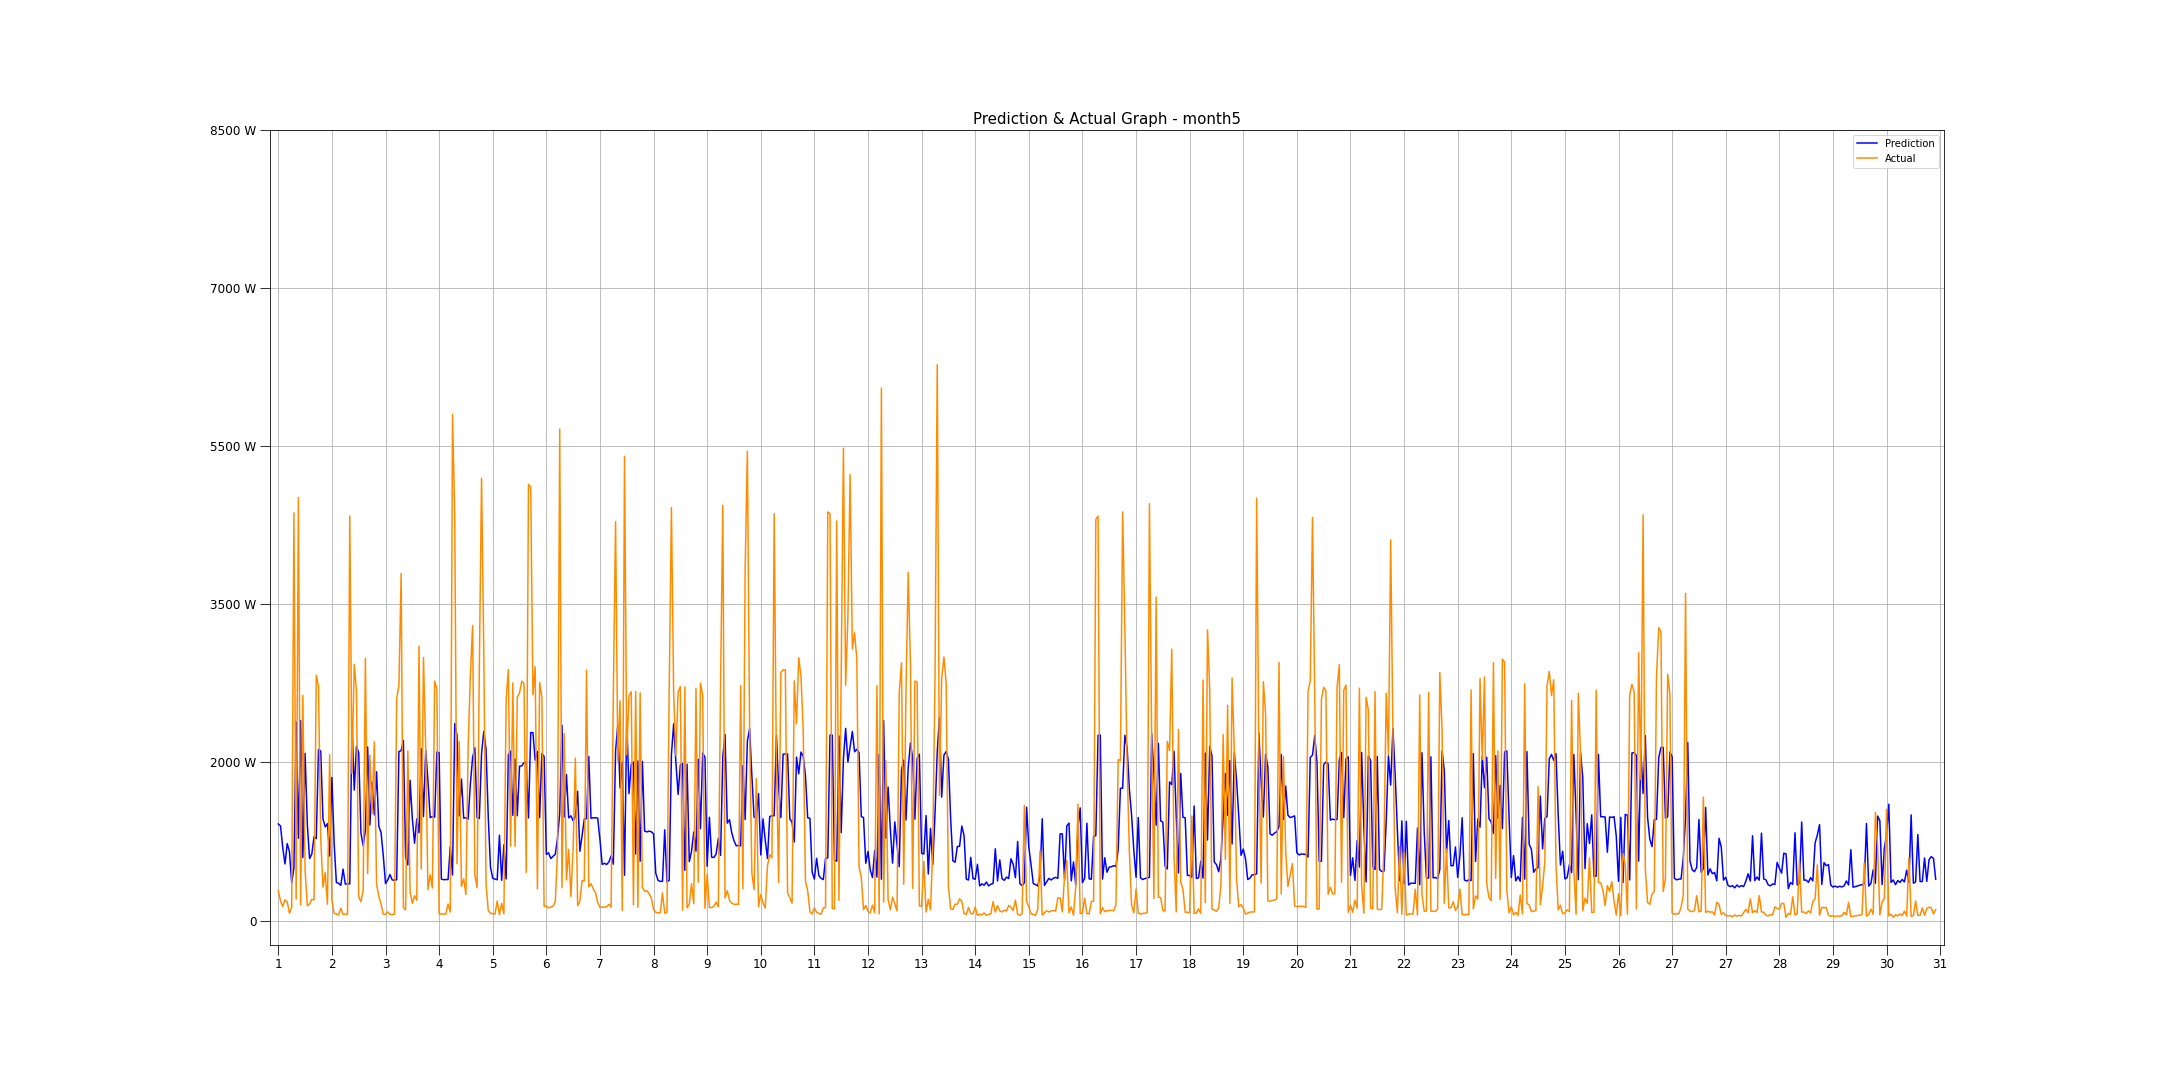 Prediction & Actual Graph - month5
8500 W
7000 W
5500 W
3500 W
2000 W
0
Prediction
Actual
1 2 3 4 5 6 7 8 9 10 11 12 13 14 15 16 17 18 19 20 21 22 23 24 25 26 27 27 28 29 30 31